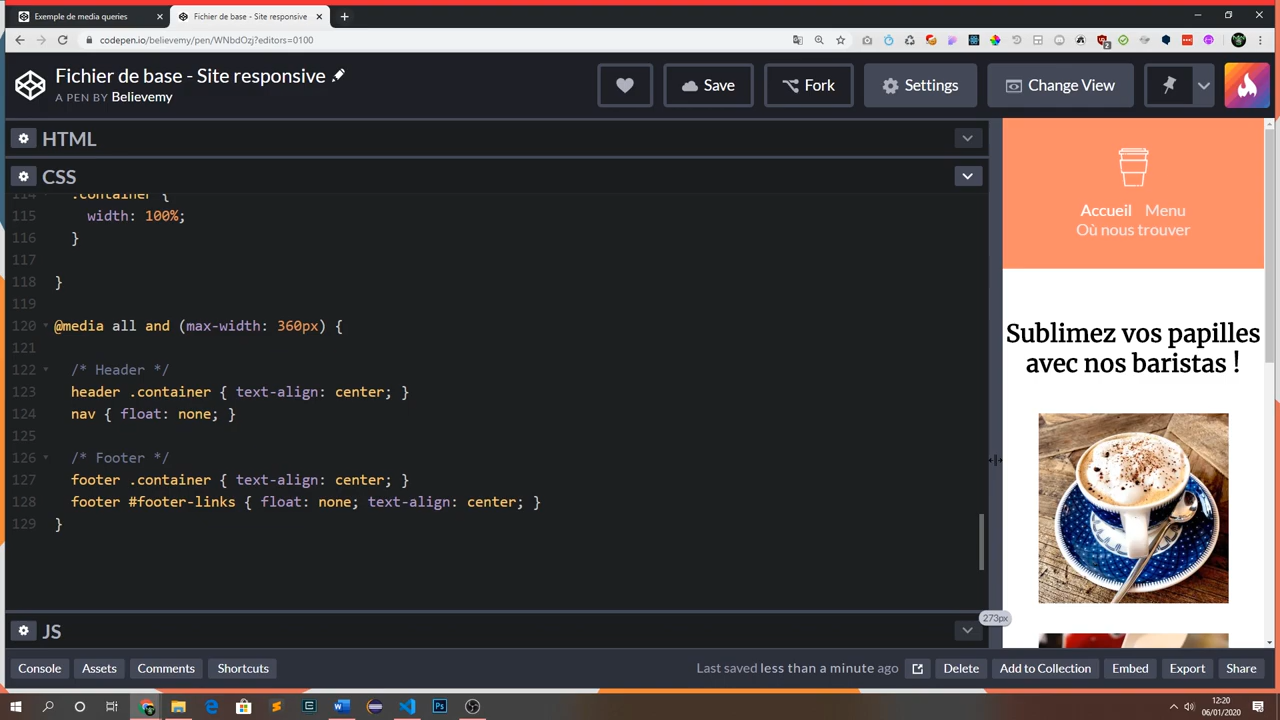 Exemple de media queries
Fichier de base - Site responsive
codepen.io/believemy/pen/WNbdOzj?editors=0100
Fichier de base - Site responsive
A PEN BY Believemy
Save
Fork
Settings
Change View
HTML
CSS
114 .container {
115 width: 100%;
116 }
117
118 }
119
120 @media all and (max-width: 360px) {
121
122 /* Header */
123 header .container { text-align: center; }
124 nav { float: none; }
125
126 /* Footer */
127 footer .container { text-align: center; }
128 footer #footer-links { float: none; text-align: center; }
129 }
Accueil Menu
Où nous trouver
Sublimez vos papilles
avec nos baristas !
273px
JS
Console
Assets
Comments
Shortcuts
Last saved less than a minute ago
Delete
Add to Collection
Embed
Export
Share
12:20
06/01/2020